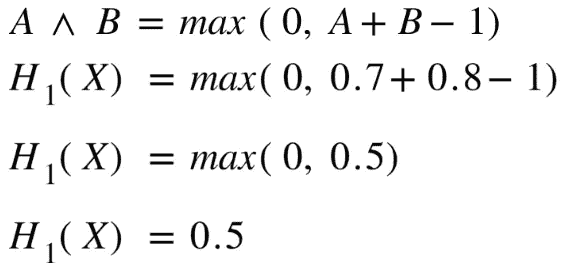 A ∧ B = max ( 0, A + B − 1)
H₁( X) = max( 0, 0.7 + 0.8 − 1)
H₁( X) = max( 0, 0.5)
H₁( X) = 0.5